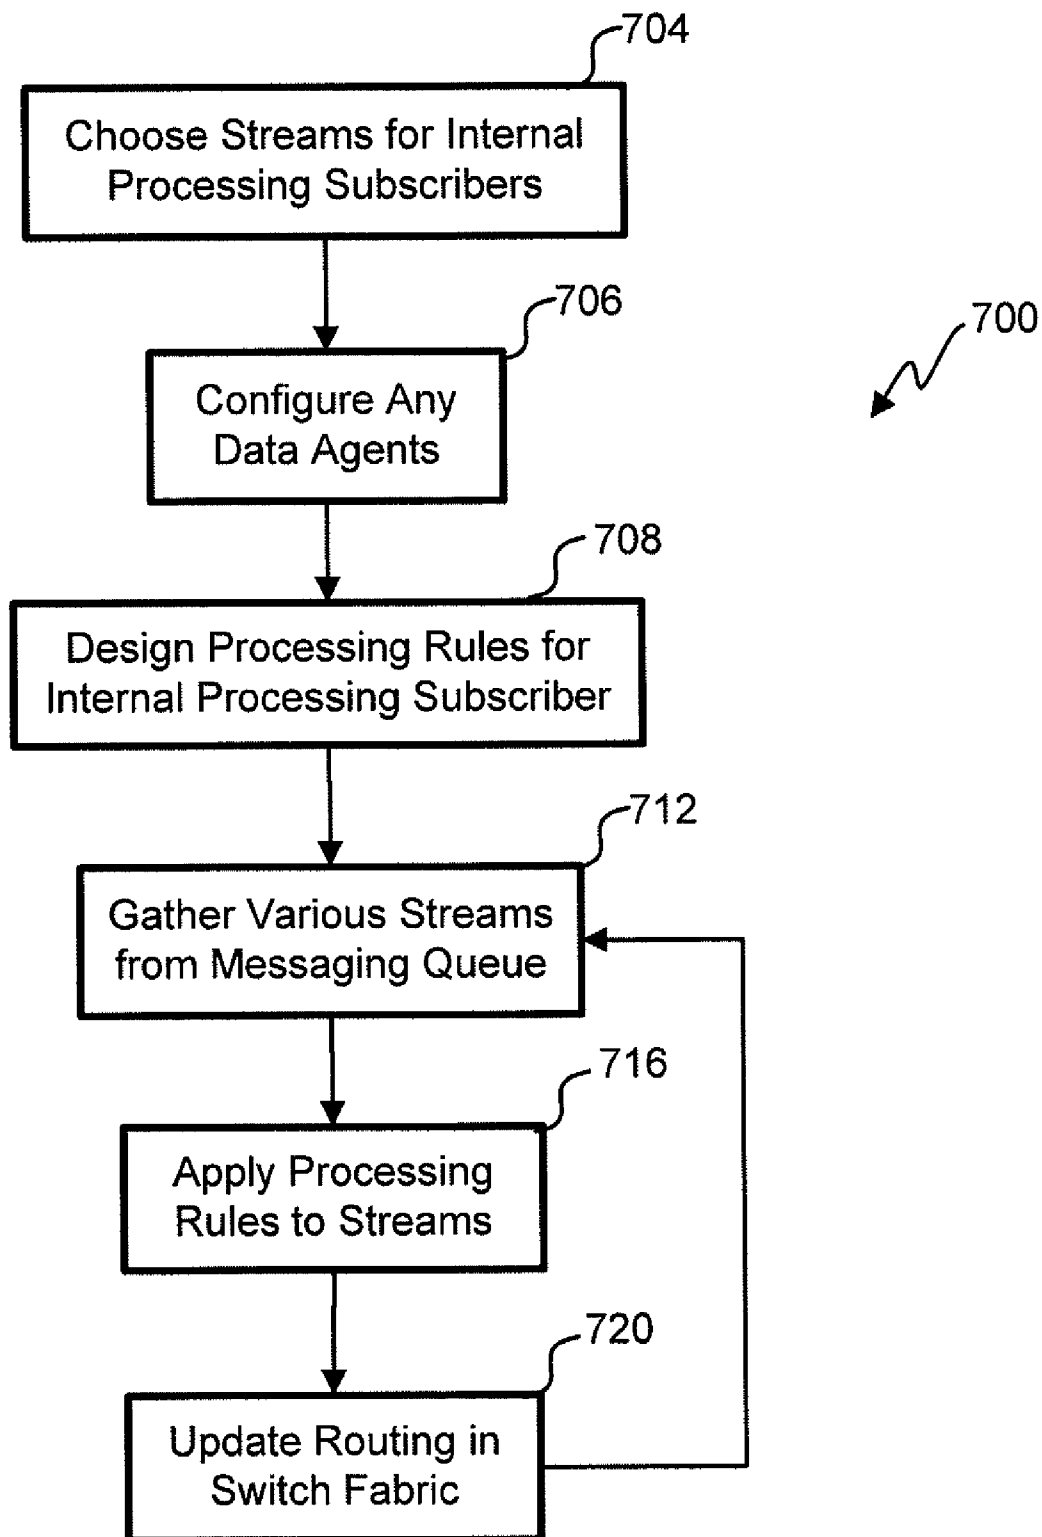 704
Choose Streams for Internal
Processing Subscribers
706
700
Configure Any
Data Agents
708
Design Processing Rules for
Internal Processing Subscriber
712
Gather Various Streams
from Messaging Queue
716
Apply Processing
Rules to Streams
720
Update Routing in
Switch Fabric